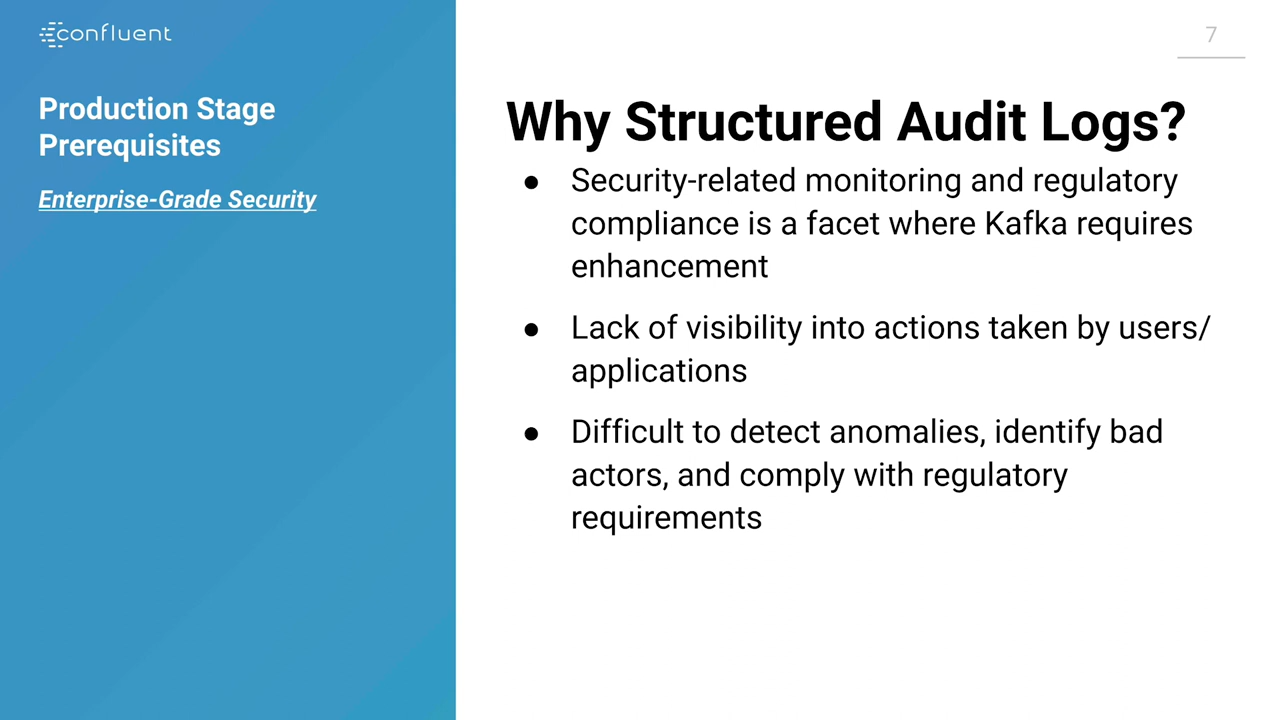 confluent
7
Production Stage
Prerequisites
Enterprise-Grade Security
Why Structured Audit Logs?
● Security-related monitoring and regulatory
compliance is a facet where Kafka requires
enhancement
● Lack of visibility into actions taken by users/
applications
● Difficult to detect anomalies, identify bad
actors, and comply with regulatory
requirements